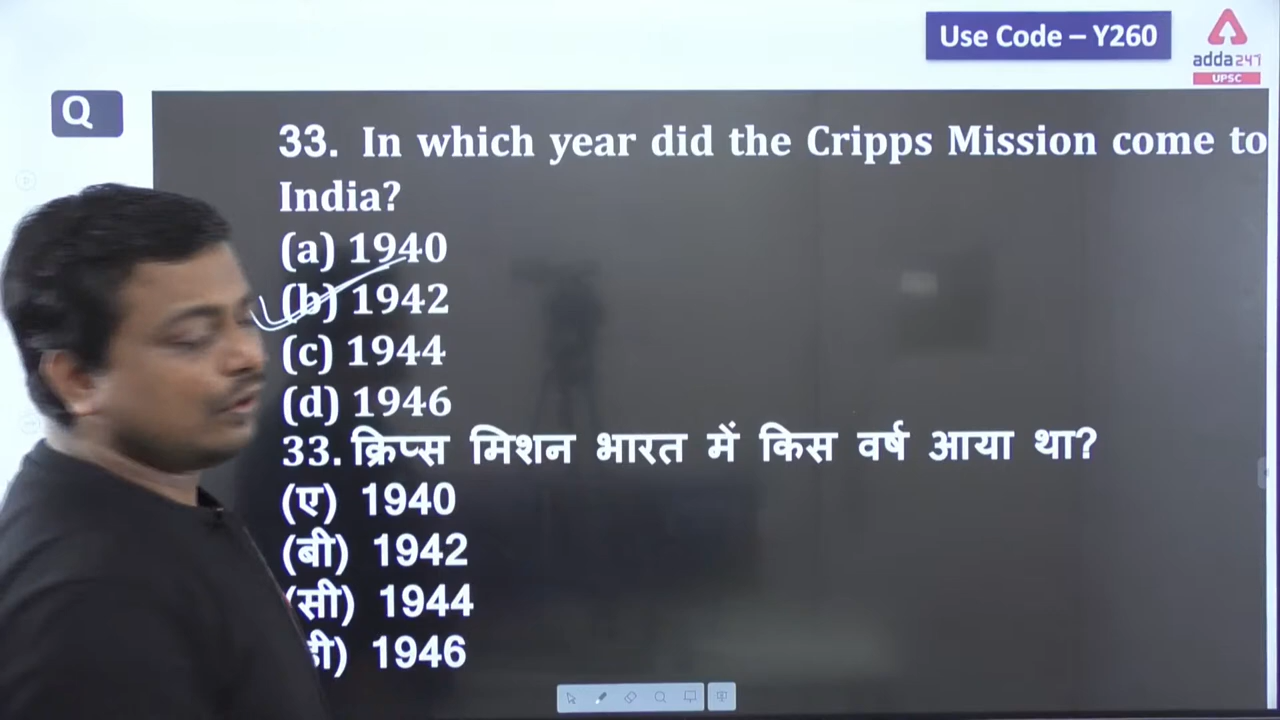 Use Code – Y260
adda247
UPSC
Q
33. In which year did the Cripps Mission come to
India?
(a) 1940
(b) 1942
(c) 1944
(d) 1946
33. क्रिप्स मिशन भारत में किस वर्ष आया था?
(ए) 1940
(बी) 1942
(सी) 1944
डी) 1946